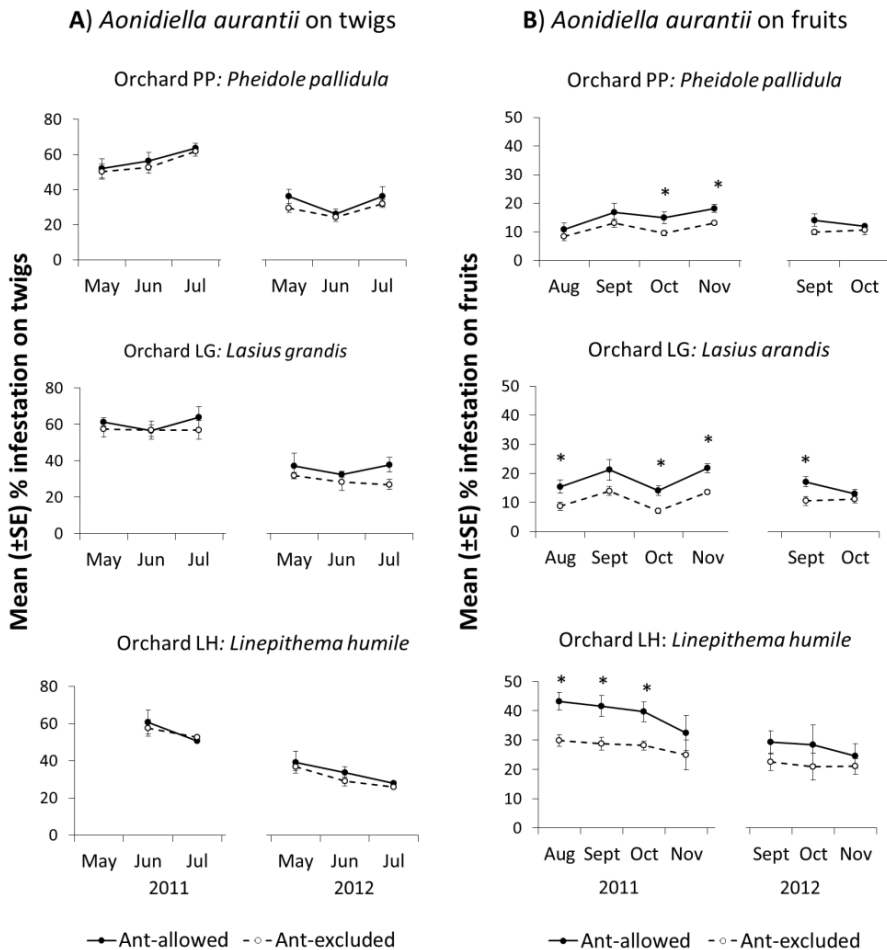 A) Aonidiella aurantii on twigs
Mean (±SE) % infestation on twigs
Orchard PP: Pheidole pallidula
80
60
40
20
0
May Jun Jul May Jun Jul
Orchard LG: Lasius grandis
80
60
40
20
0
May Jun Jul May Jun Jul
Orchard LH: Linepithema humile
80
60
40
20
0
May Jun Jul May Jun Jul
2011 2012
Ant-allowed Ant-excluded
B) Aonidiella aurantii on fruits
Mean (±SE) % infestation on fruits
Orchard PP: Pheidole pallidula
50
40
30
20
10
0
* *
Aug Sept Oct Nov Sept Oct
Orchard LG: Lasius arandis
50
40
30
20
10
0
* * * *
Aug Sept Oct Nov Sept Oct
Orchard LH: Linepithema humile
50
40
30
20
10
0
* * *
Aug Sept Oct Nov Sept Oct Nov
2011 2012
Ant-allowed Ant-excluded